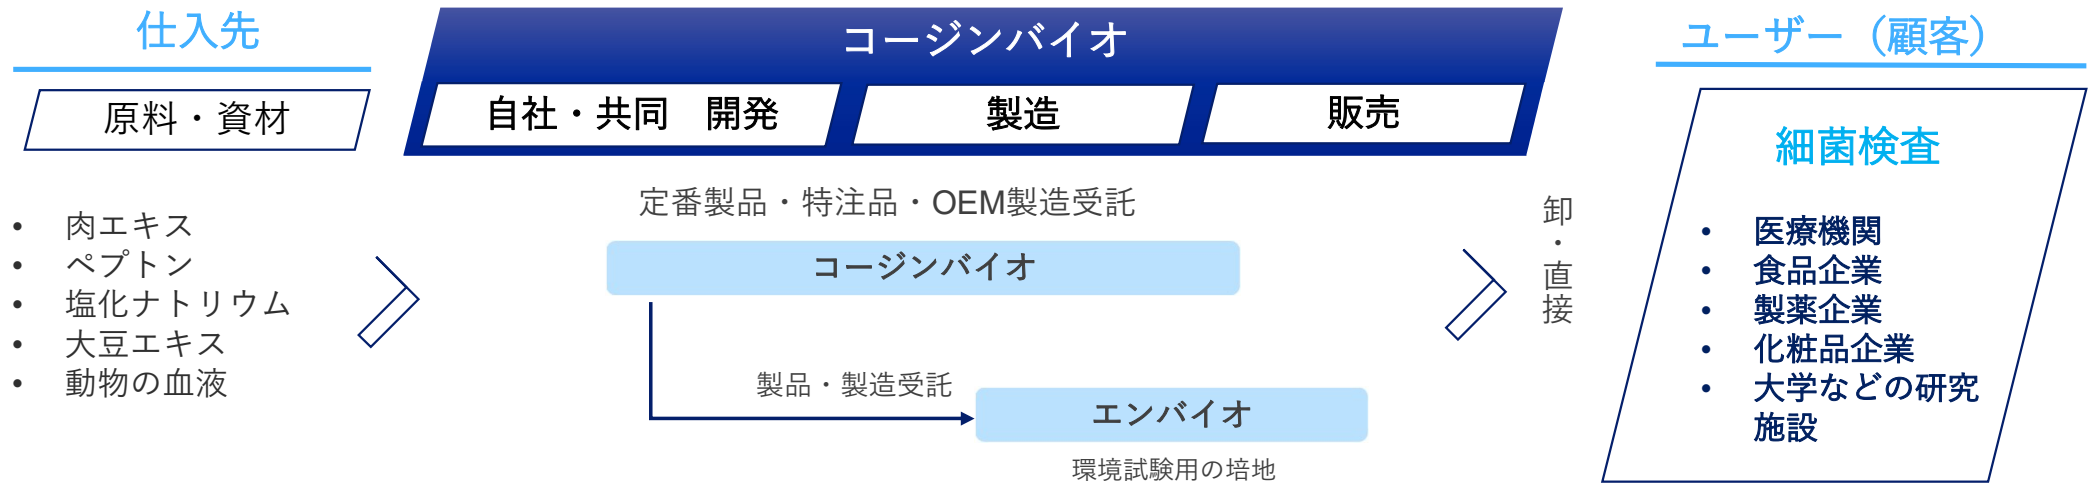 仕入先
原料・資材
• 肉エキス
• ペプトン
• 塩化ナトリウム
• 大豆エキス
• 動物の血液
コージンバイオ
自社・共同　開発
製造
販売
定番製品・特注品・OEM製造受託
コージンバイオ
製品・製造受託
エンバイオ
環境試験用の培地
卸・直接
ユーザー（顧客）
細菌検査
• 医療機関
• 食品企業
• 製薬企業
• 化粧品企業
• 大学などの研究
施設